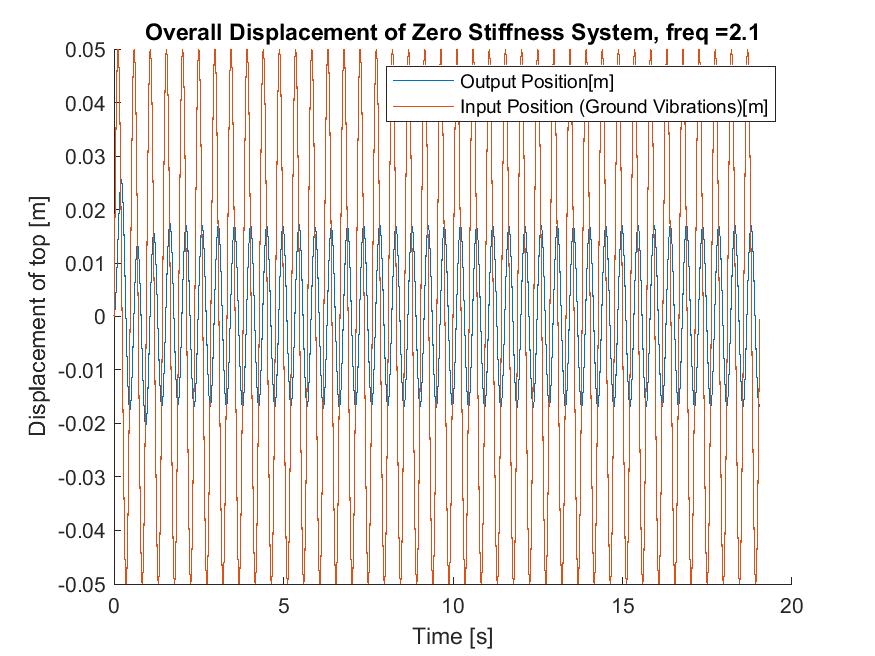 Overall Displacement of Zero Stiffness System, freq =2.1
0.05
0.04
0.03
0.02
0.01
0
-0.01
-0.02
-0.03
-0.04
-0.05
Displacement of top [m]
Output Position[m]
Input Position (Ground Vibrations)[m]
0 5 10 15 20
Time [s]